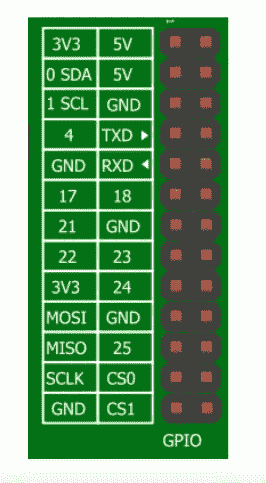 3V3 5V
0 SDA 5V
1 SCL GND
4 TXD ▶
GND RXD ◀
17 18
21 GND
22 23
3V3 24
MOSI GND
MISO 25
SCLK CS0
GND CS1
GPIO